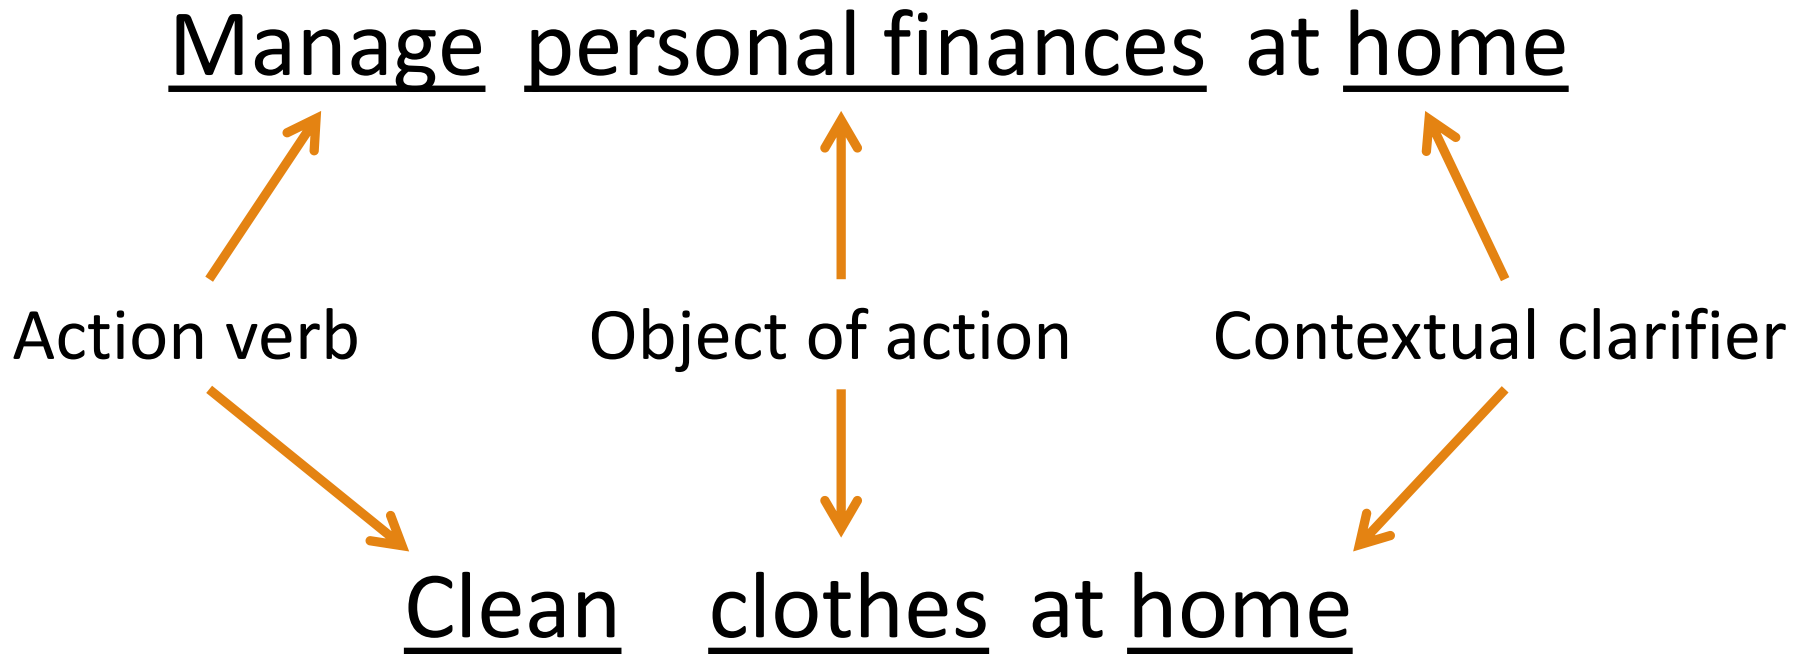 Manage personal finances at home
Action verb Object of action Contextual clarifier
Clean clothes at home